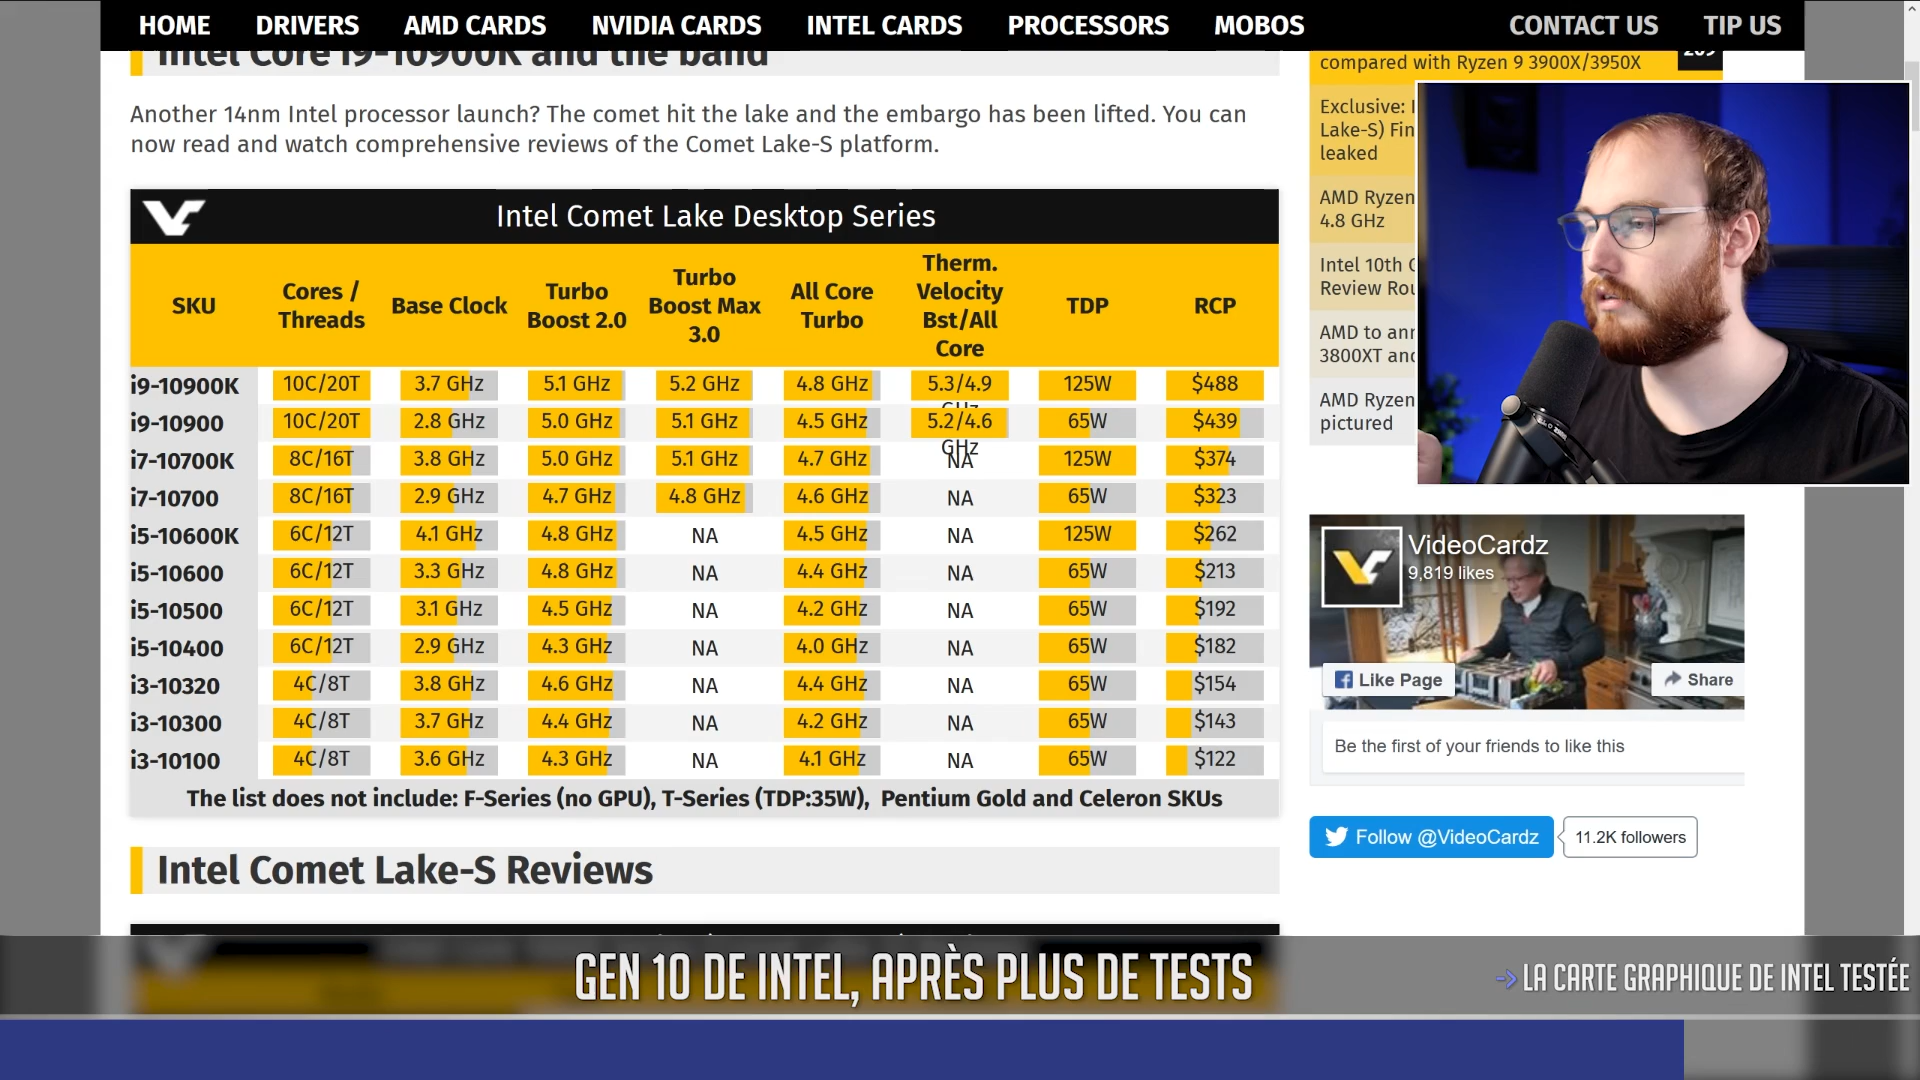 HOME DRIVERS AMD CARDS NVIDIA CARDS INTEL CARDS PROCESSORS MOBOS CONTACT US TIP US
Intel Core i9-10900K and the band
Another 14nm Intel processor launch? The comet hit the lake and the embargo has been lifted. You can
now read and watch comprehensive reviews of the Comet Lake-S platform.
Intel Comet Lake Desktop Series
SKU Cores / Threads Base Clock Turbo Boost 2.0 Turbo Boost Max 3.0 All Core Turbo Therm. Velocity Bst/All Core TDP RCP
i9-10900K 10C/20T 3.7 GHz 5.1 GHz 5.2 GHz 4.8 GHz 5.3/4.9 GHz 125W $488
i9-10900 10C/20T 2.8 GHz 5.0 GHz 5.1 GHz 4.5 GHz 5.2/4.6 GHz 65W $439
i7-10700K 8C/16T 3.8 GHz 5.0 GHz 5.1 GHz 4.7 GHz NA 125W $374
i7-10700 8C/16T 2.9 GHz 4.7 GHz 4.8 GHz 4.6 GHz NA 65W $323
i5-10600K 6C/12T 4.1 GHz 4.8 GHz NA 4.5 GHz NA 125W $262
i5-10600 6C/12T 3.3 GHz 4.8 GHz NA 4.4 GHz NA 65W $213
i5-10500 6C/12T 3.1 GHz 4.5 GHz NA 4.2 GHz NA 65W $192
i5-10400 6C/12T 2.9 GHz 4.3 GHz NA 4.0 GHz NA 65W $182
i3-10320 4C/8T 3.8 GHz 4.6 GHz NA 4.4 GHz NA 65W $154
i3-10300 4C/8T 3.7 GHz 4.4 GHz NA 4.2 GHz NA 65W $143
i3-10100 4C/8T 3.6 GHz 4.3 GHz NA 4.1 GHz NA 65W $122
The list does not include: F-Series (no GPU), T-Series (TDP:35W), Pentium Gold and Celeron SKUs
Intel Comet Lake-S Reviews
compared with Ryzen 9 3900X/3950X
Exclusive:
Lake-S) Fin
leaked
AMD Ryzen
4.8 GHz
Intel 10th
Review Rou
AMD to an
3800XT and
AMD Ryzen
pictured
VideoCardz
9,819 likes
Like Page Share
Be the first of your friends to like this
Follow @VideoCardz 11.2K followers
GEN 10 DE INTEL, APRÈS PLUS DE TESTS
LA CARTE GRAPHIQUE DE INTEL TESTÉE